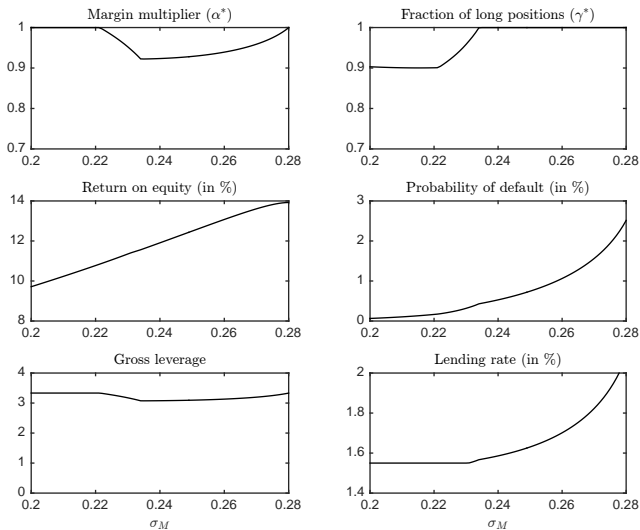 Margin multiplier (α*)
1
0.9
0.8
0.7
0.2 0.22 0.24 0.26 0.28
Fraction of long positions (γ*)
1
0.9
0.8
0.7
0.2 0.22 0.24 0.26 0.28
Return on equity (in %)
14
12
10
8
0.2 0.22 0.24 0.26 0.28
Probability of default (in %)
3
2
1
0
0.2 0.22 0.24 0.26 0.28
Gross leverage
4
3
2
1
0
0.2 0.22 0.24 0.26 0.28
σ_M
Lending rate (in %)
2
1.8
1.6
1.4
0.2 0.22 0.24 0.26 0.28
σ_M